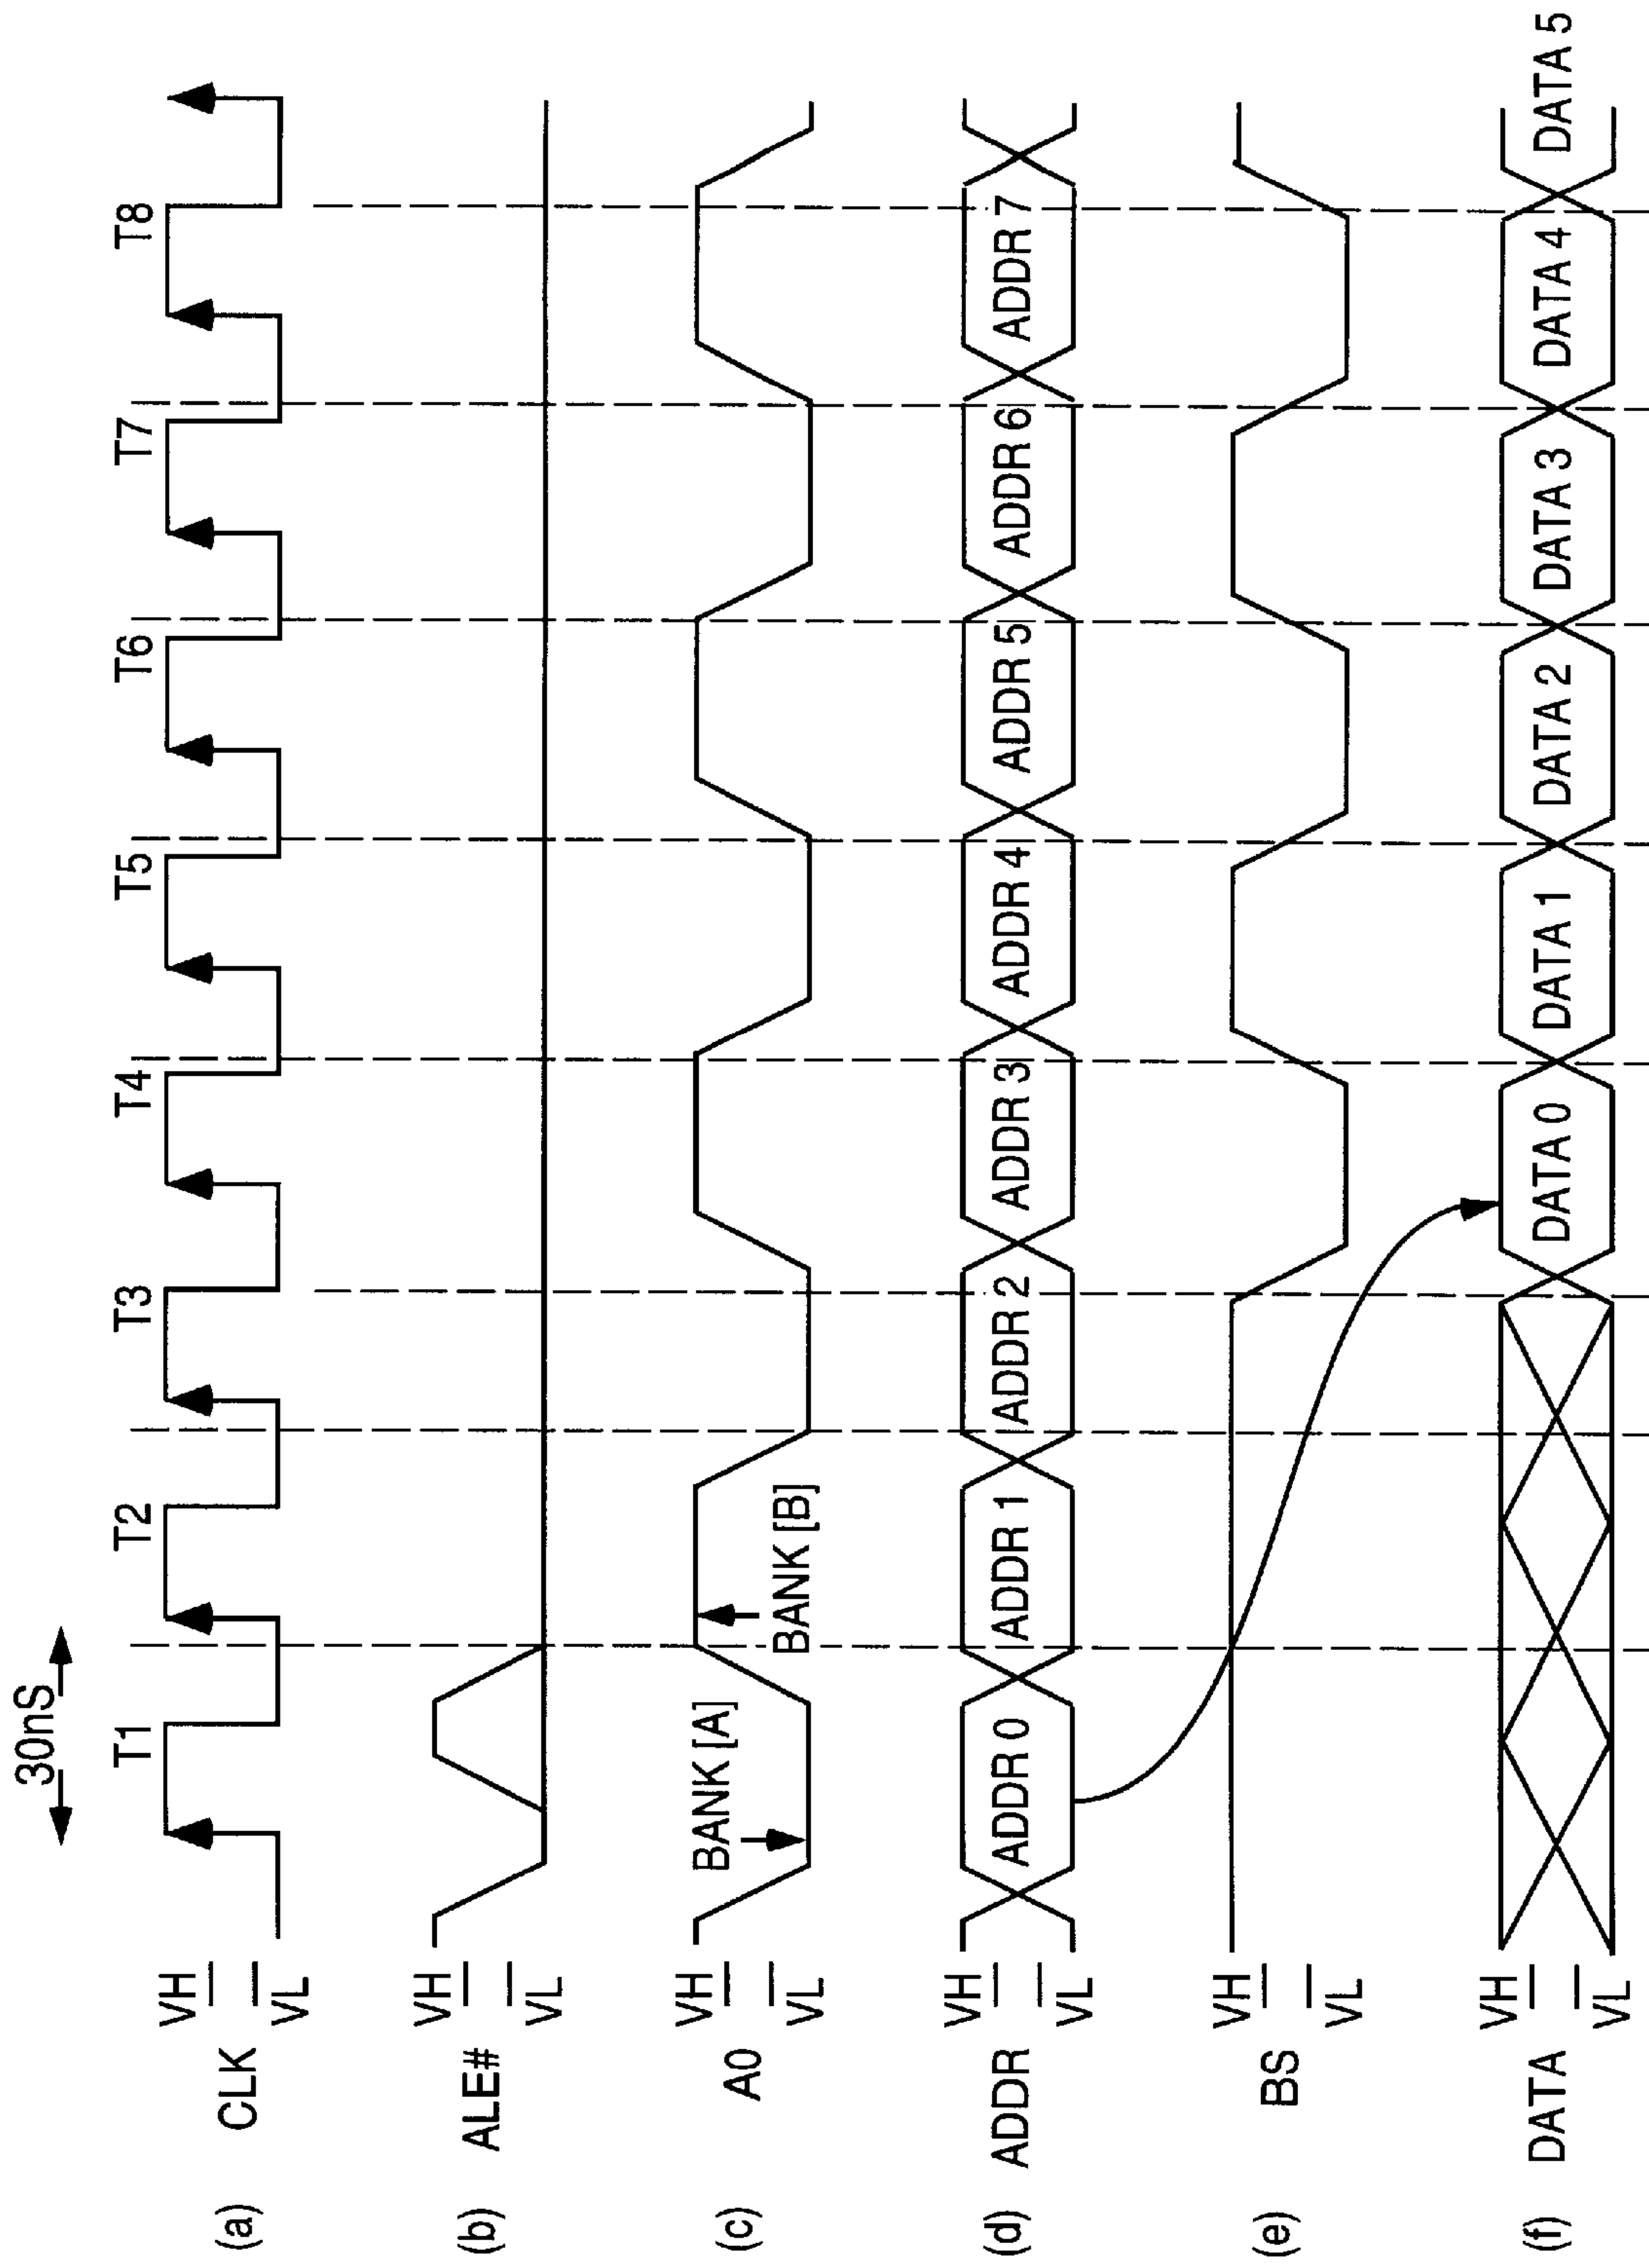 30nS
T1 T2 T3 T4 T5 T6 T7 T8
(a) CLK VH VL
(b) ALE# VH VL
(c) A0 VH VL BANK [A] BANK [B]
(d) ADDR VH VL ADDR 0 ADDR 1 ADDR 2 ADDR 3 ADDR 4 ADDR 5 ADDR 6 ADDR 7
(e) BS VH VL
(f) DATA VH VL DATA 0 DATA 1 DATA 2 DATA 3 DATA 4 DATA 5